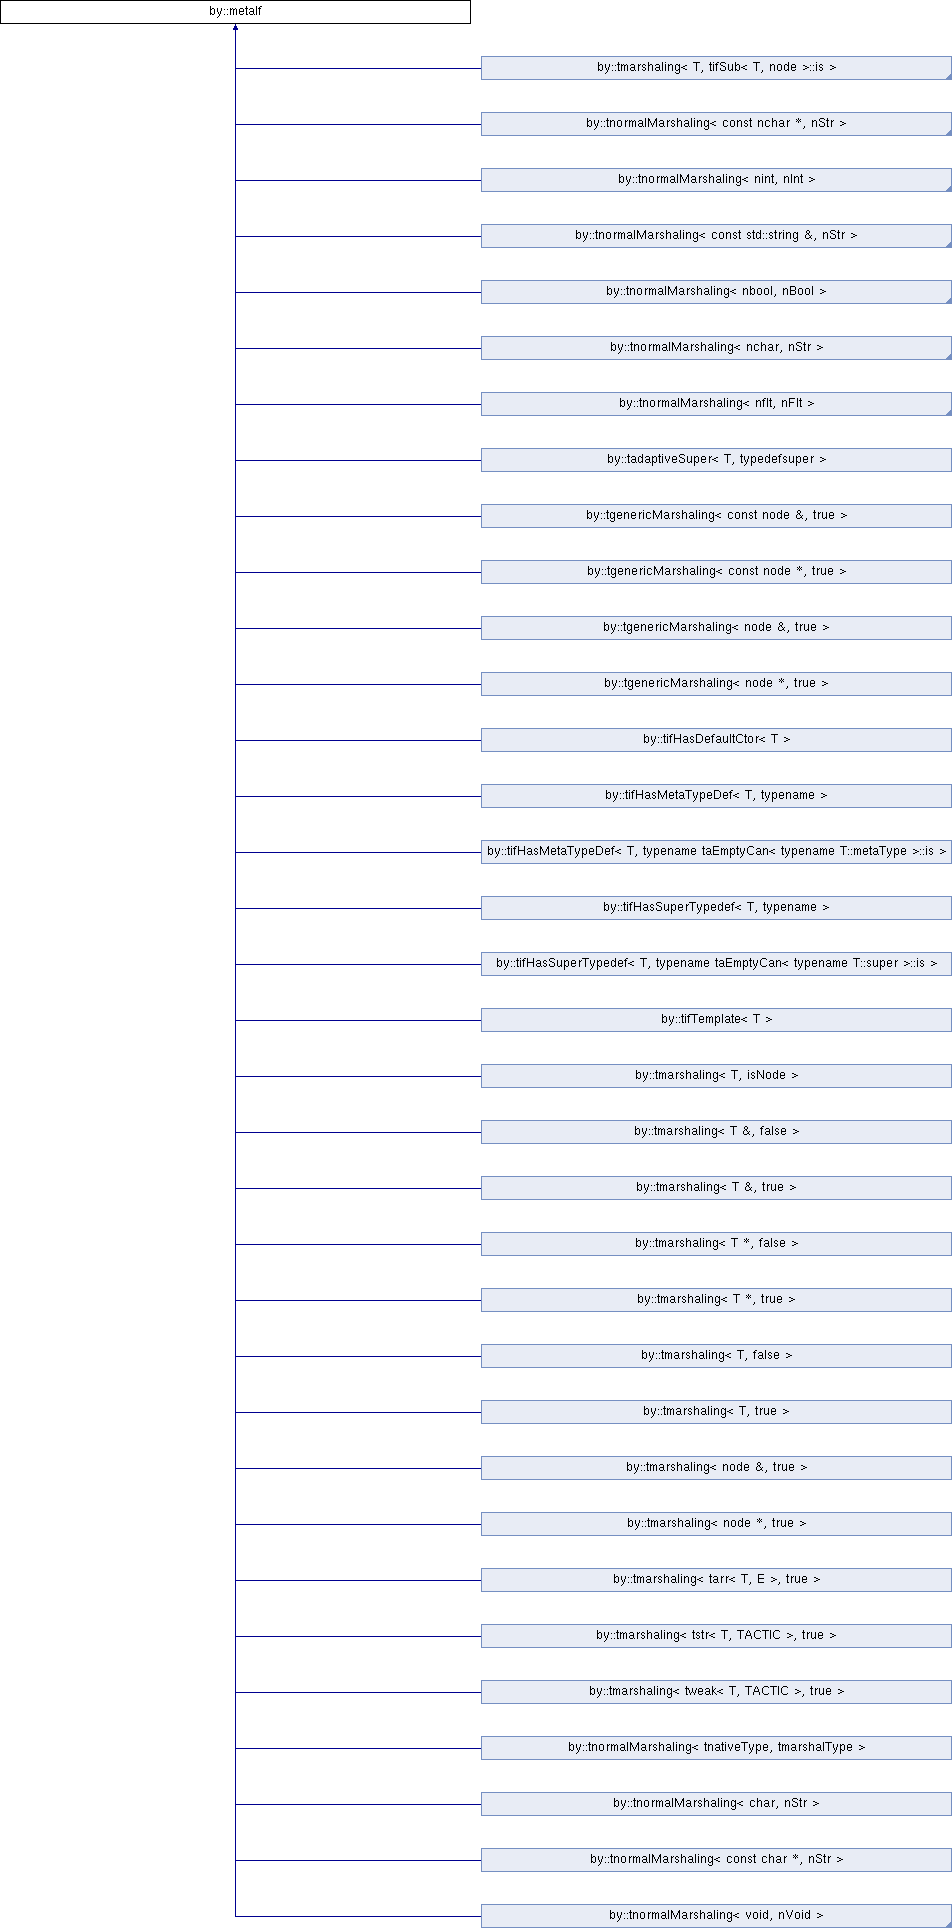 by::metaIf
by::tmarshaling< T, tifSub< T, node >::is >
by::tnormalMarshaling< const nchar *, nStr >
by::tnormalMarshaling< nint, nInt >
by::tnormalMarshaling< const std::string &, nStr >
by::tnormalMarshaling< nbool, nBool >
by::tnormalMarshaling< nchar, nStr >
by::tnormalMarshaling< nflt, nFlt >
by::tadaptiveSuper< T, typedefsuper >
by::tgenericMarshaling< const node &, true >
by::tgenericMarshaling< const node *, true >
by::tgenericMarshaling< node &, true >
by::tgenericMarshaling< node *, true >
by::tifHasDefaultCtor< T >
by::tifHasMetaTypeDef< T, typename >
by::tifHasMetaTypeDef< T, typename taEmptyCan< typename T::metaType >::is >
by::tifHasSuperTypedef< T, typename >
by::tifHasSuperTypedef< T, typename taEmptyCan< typename T::super >::is >
by::tifTemplate< T >
by::tmarshaling< T, isNode >
by::tmarshaling< T &, false >
by::tmarshaling< T &, true >
by::tmarshaling< T *, false >
by::tmarshaling< T *, true >
by::tmarshaling< T, false >
by::tmarshaling< T, true >
by::tmarshaling< node &, true >
by::tmarshaling< node *, true >
by::tmarshaling< tarr< T, E >, true >
by::tmarshaling< tstr< T, TACTIC >, true >
by::tmarshaling< tweak< T, TACTIC >, true >
by::tnormalMarshaling< tnativeType, tmarshalType >
by::tnormalMarshaling< char, nStr >
by::tnormalMarshaling< const char *, nStr >
by::tnormalMarshaling< void, nVoid >